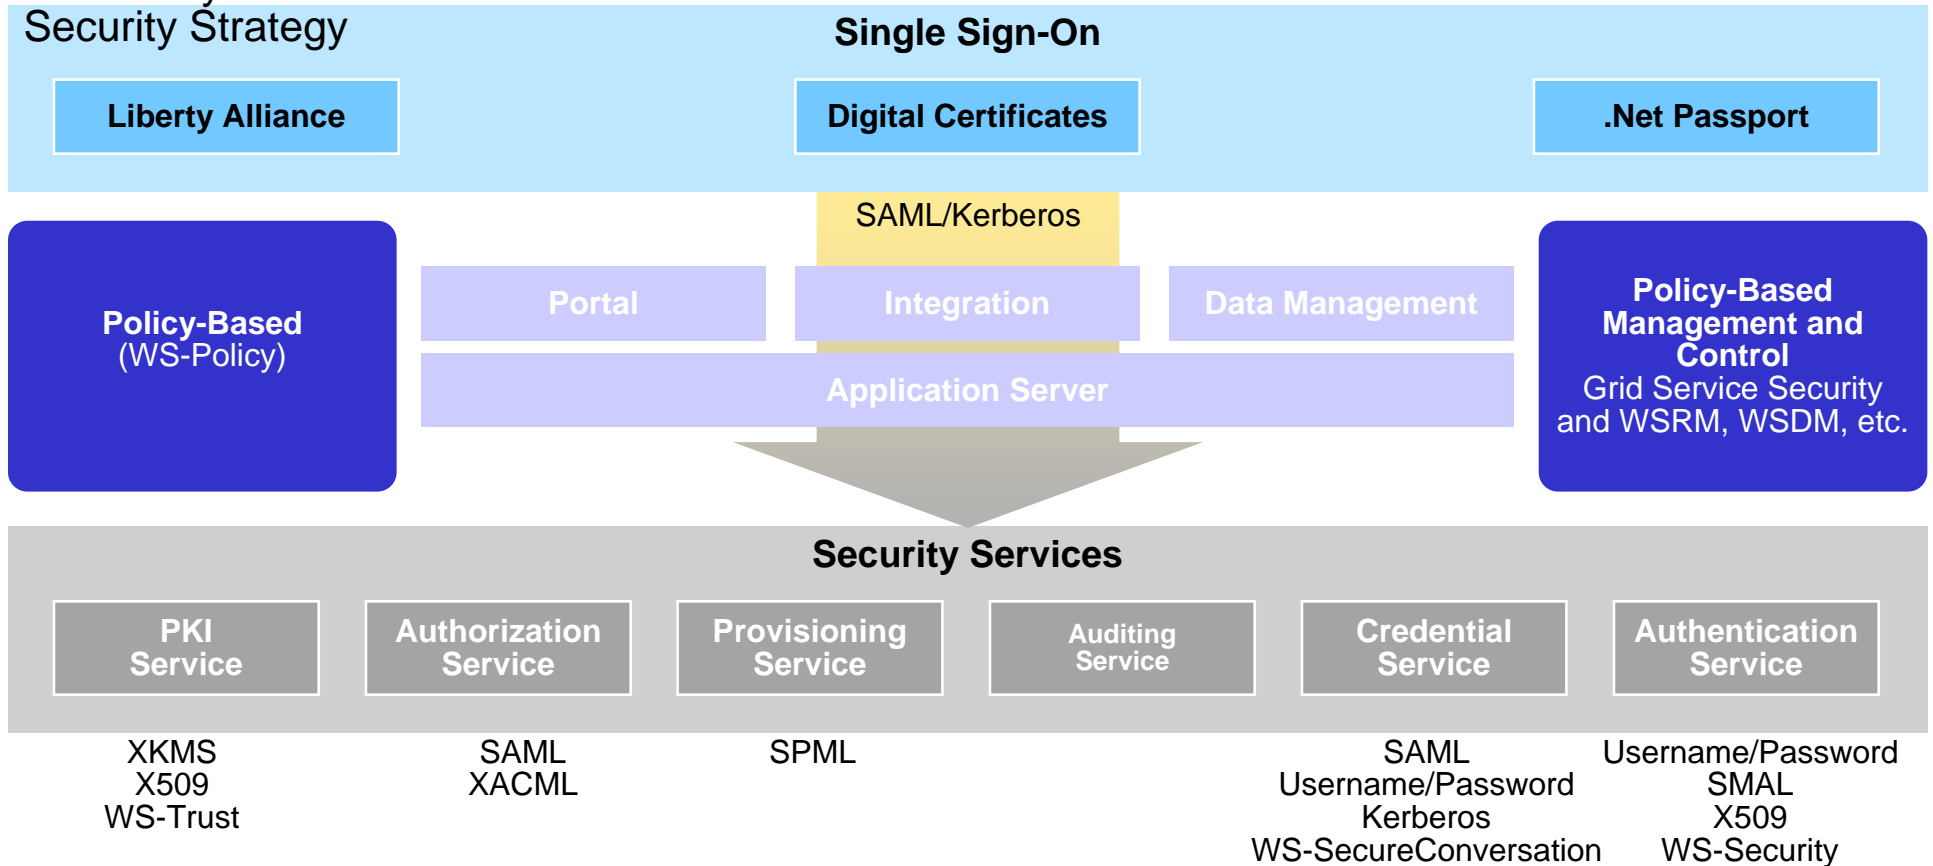 Security Strategy
Single Sign-On
Liberty Alliance
Digital Certificates
.Net Passport
SAML/Kerberos
Policy-Based
(WS-Policy)
Portal
Integration
Data Management
Application Server
Policy-Based
Management and
Control
Grid Service Security
and WSRM, WSDM, etc.
Security Services
PKI
Service
Authorization
Service
Provisioning
Service
Auditing
Service
Credential
Service
Authentication
Service
XKMS
X509
WS-Trust
SAML
XACML
SPML
SAML
Username/Password
Kerberos
WS-SecureConversation
Username/Password
SMAL
X509
WS-Security